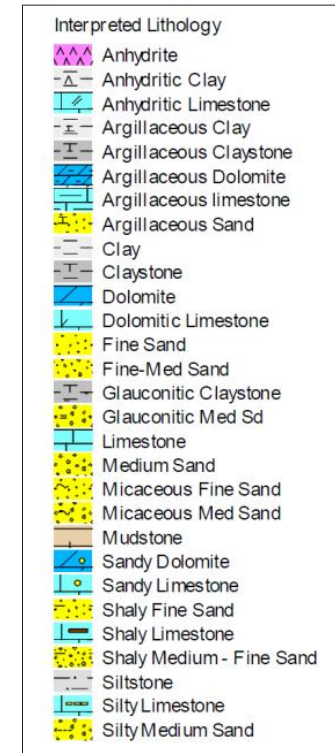 Interpreted Lithology
Anhydrite
Anhydritic Clay
Anhydritic Limestone
Argillaceous Clay
Argillaceous Claystone
Argillaceous Dolomite
Argillaceous limestone
Argillaceous Sand
Clay
Claystone
Dolomite
Dolomitic Limestone
Fine Sand
Fine-Med Sand
Glauconitic Claystone
Glauconitic Med Sd
Limestone
Medium Sand
Micaceous Fine Sand
Micaceous Med Sand
Mudstone
Sandy Dolomite
Sandy Limestone
Shaly Fine Sand
Shaly Limestone
Shaly Medium - Fine Sand
Siltstone
Silty Limestone
Silty Medium Sand